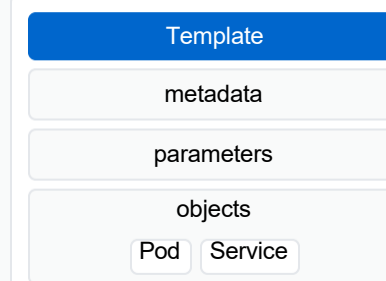 Template
metadata
parameters
objects
Pod Service